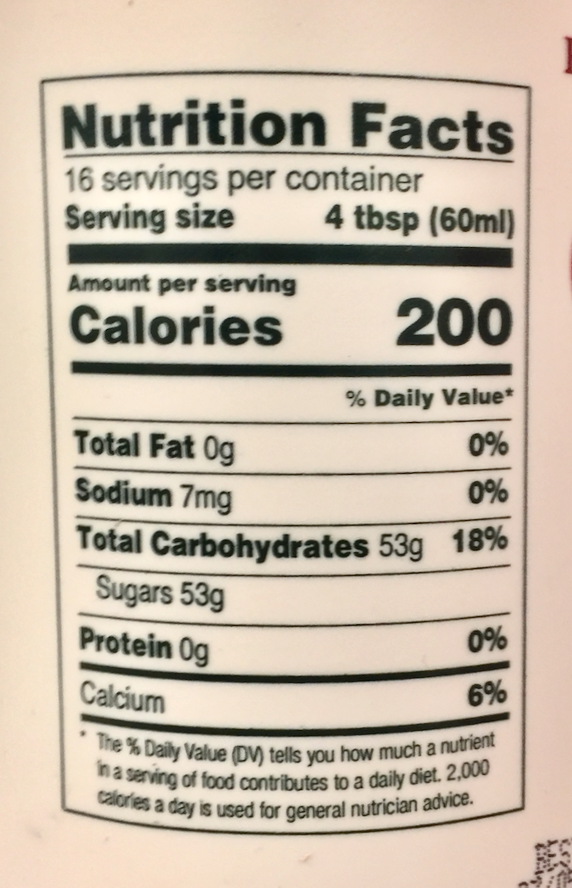 Nutrition Facts
16 servings per container
Serving size 4 tbsp (60ml)
Amount per serving
Calories 200
% Daily Value*
Total Fat 0g 0%
Sodium 7mg 0%
Total Carbohydrates 53g 18%
Sugars 53g
Protein 0g 0%
Calcium 6%
* The % Daily Value (DV) tells you how much a nutrient
in a serving of food contributes to a daily diet. 2,000
calories a day is used for general nutrician advice.